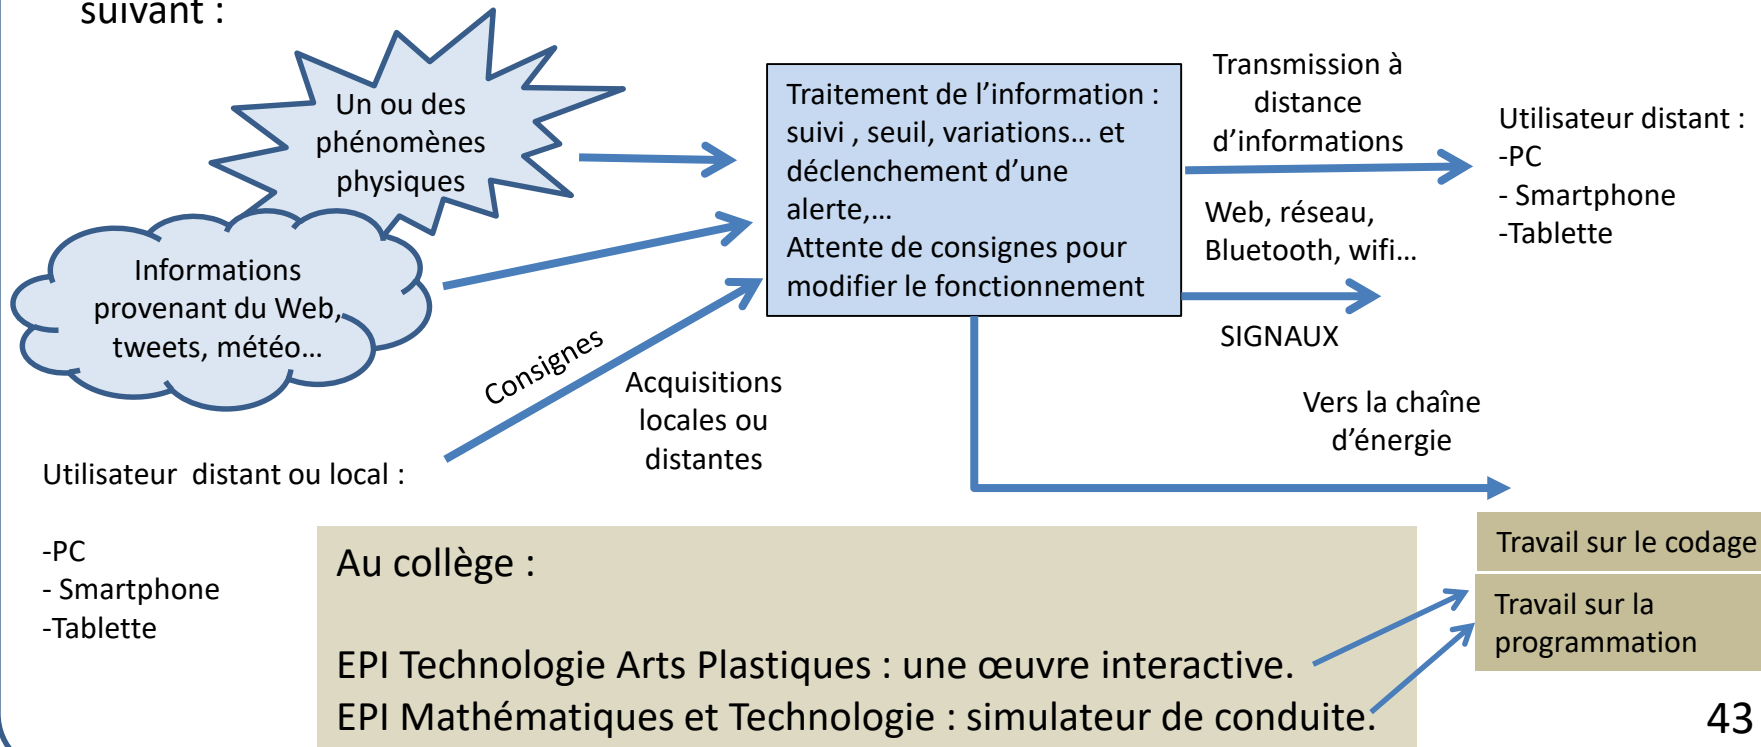 suivant :
Un ou des
phénomènes
physiques
Informations
provenant du Web,
tweets, météo…
Consignes
Acquisitions
locales ou
distantes
Utilisateur distant ou local :
-PC
- Smartphone
-Tablette
Traitement de l’information :
suivi , seuil, variations… et
déclenchement d’une
alerte,…
Attente de consignes pour
modifier le fonctionnement
Transmission à
distance
d’informations
Web, réseau,
Bluetooth, wifi…
SIGNAUX
Utilisateur distant :
-PC
- Smartphone
-Tablette
Vers la chaîne
d’énergie
Au collège :
EPI Technologie Arts Plastiques : une œuvre interactive.
EPI Mathématiques et Technologie : simulateur de conduite.
Travail sur le codage
Travail sur la
programmation
43